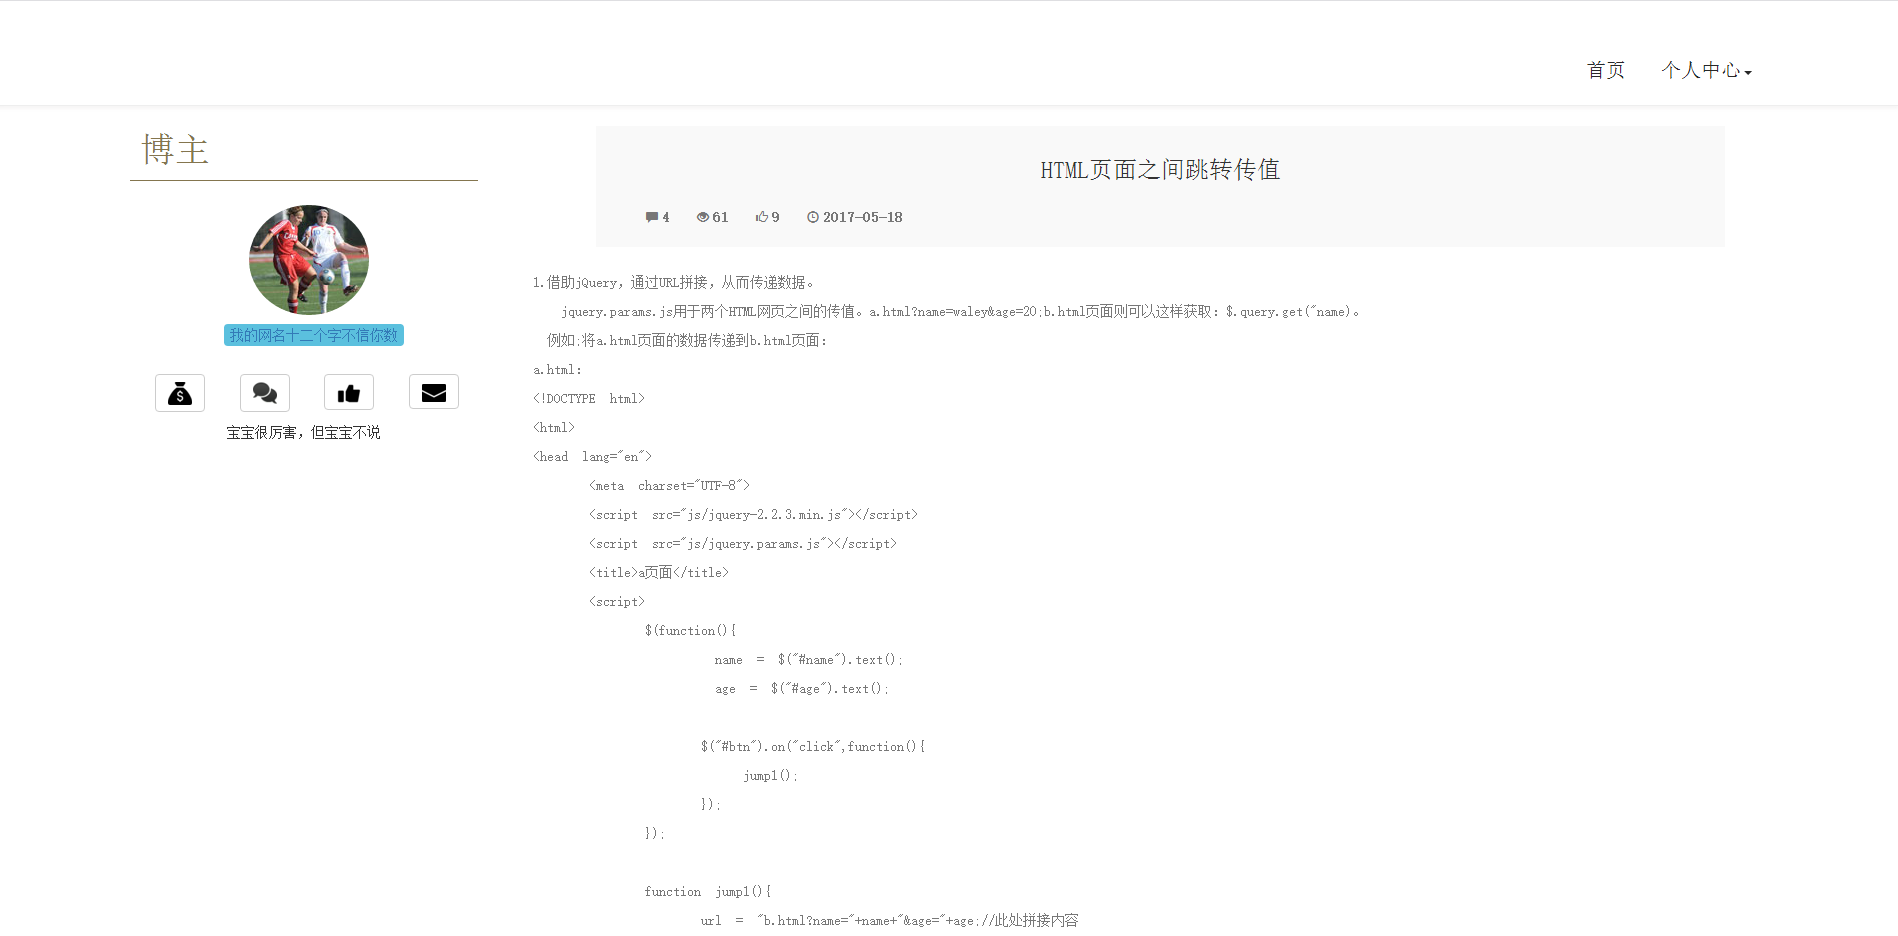 首页 个人中心
博主
HTML页面之间跳转传值
4 61 9 2017-05-18
我的网名十二个字不信你数
宝宝很厉害，但宝宝不说
1.借助jQuery，通过URL拼接，从而传递数据。
jquery.params.js用于两个HTML网页之间的传值。a.html?name=waley&age=20;b.html页面则可以这样获取：$.query.get("name)。
例如;将a.html页面的数据传递到b.html页面：
a.html：
<!DOCTYPE html>
<html>
<head lang="en">
<meta charset="UTF-8">
<script src="js/jquery-2.2.3.min.js"></script>
<script src="js/jquery.params.js"></script>
<title>a页面</title>
<script>
$(function(){
name = $("#name").text();
age = $("#age").text();
$("#btn").on("click",function(){
jump1();
});
});
function jump1(){
url = "b.html?name="+name+"&age="+age;//此处拼接内容